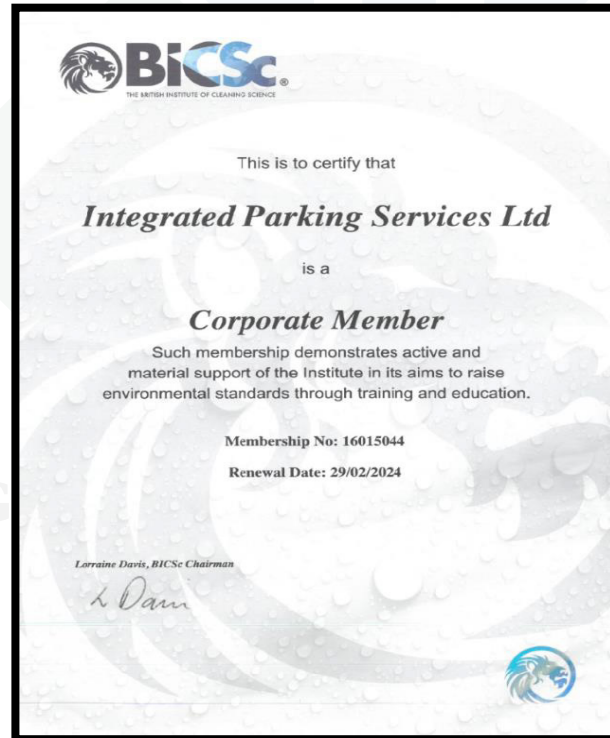 BICSc®
THE BRITISH INSTITUTE OF CLEANING SCIENCE
This is to certify that
Integrated Parking Services Ltd
is a
Corporate Member
Such membership demonstrates active and
material support of the Institute in its aims to raise
environmental standards through training and education.
Membership No: 16015044
Renewal Date: 29/02/2024
Lorraine Davis, BICSc Chairman
L Davis